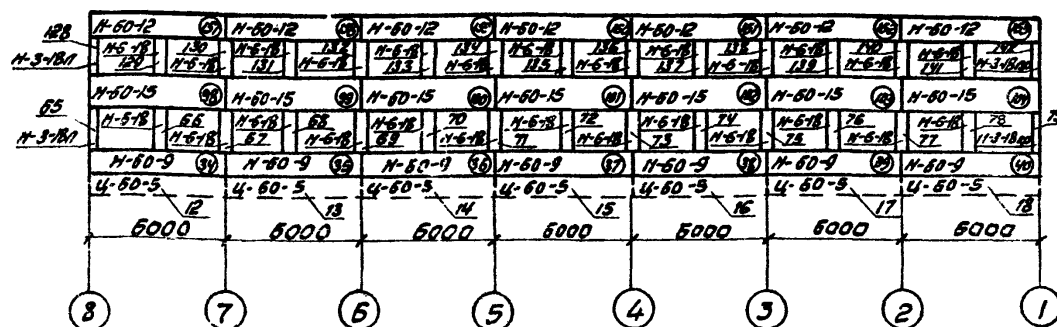 Н-60-12 157 Н-60-12 158 Н-60-12 Н-60-12 Н-60-12 Н-60-12 Н-60-12
128 Н-6-18 130 Н-6-18 132 Н-6-18 134 Н-6-18 136 Н-6-18 138 Н-6-18 140 Н-6-18 142
Н-3-18Л 129 Н-6-18 131 Н-6-18 133 Н-6-18 135 Н-6-18 137 Н-6-18 139 Н-6-18 141 Н-3-18
Н-60-15 98 Н-60-15 99 Н-60-15 100 Н-60-15 101 Н-60-15 102 Н-60-15 103 Н-60-15 104
65 Н-6-18 66 Н-6-18 68 Н-6-18 70 Н-6-18 72 Н-6-18 74 Н-6-18 76 Н-6-18 78
Н-3-18Л Н-6-18 67 Н-6-18 69 Н-6-18 71 Н-6-18 73 Н-6-18 75 Н-6-18 77
Н-60-9 34 Н-60-9 35 Н-60-9 36 Н-60-9 37 Н-60-9 38 Н-60-9 39 Н-60-9 40
Ц-60-5 Ц-60-5 Ц-60-5 Ц-60-5 Ц-60-5 Ц-60-5 Ц-60-5
12 13 14 15 16 17 18
6000 6000 6000 6000 6000 6000 6000
8 7 6 5 4 3 2 1